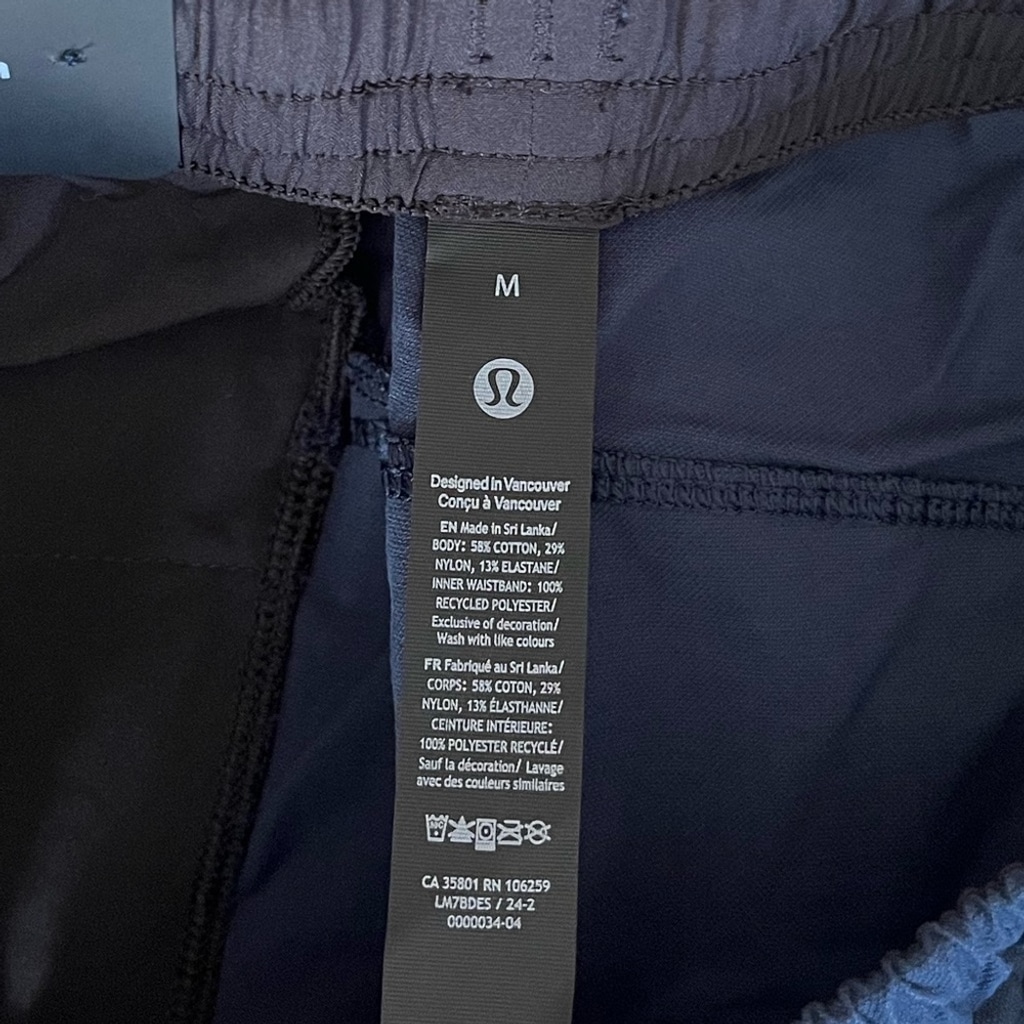 M
Designed in Vancouver
Conçu à Vancouver
EN Made in Sri Lanka/
BODY: 58% COTTON, 29%
NYLON, 13% ELASTANE/
INNER WAISTBAND: 100%
RECYCLED POLYESTER/
Exclusive of decoration/
Wash with like colours
FR Fabriqué au Sri Lanka/
CORPS: 58% COTON, 29%
NYLON, 13% ÉLASTHANNE/
CEINTURE INTÉRIEURE:
100% POLYESTER RECYCLÉ/
Sauf la décoration/ Lavage
avec des couleurs similaires
CA 35801 RN 106259
LM7BDES / 24-2
0000034-04